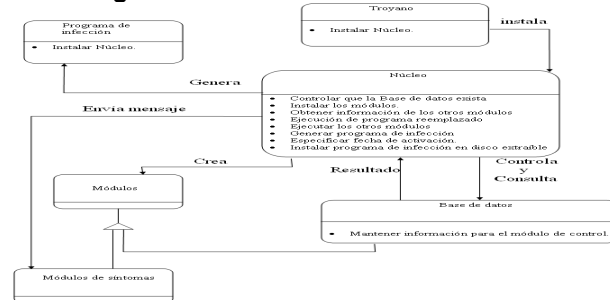 Troyano
Instalar Núcleo.
instala
Programa de
infección
Instalar Núcleo.
Genera
Núcleo
Controlar que la Base de datos exista
Instalar los módulos.
Obtener información de los otros módulos
Ejecución de programa reemplazado
Ejecutar los otros módulos
Generar programa de infección
Especificar fecha de activación.
Instalar programa de infección en disco extraíble
Envía mensaje
Crea
Resultado
Controla
y
Consulta
Módulos
Base de datos
Mantener información para el módulo de control.
Módulos de síntomas